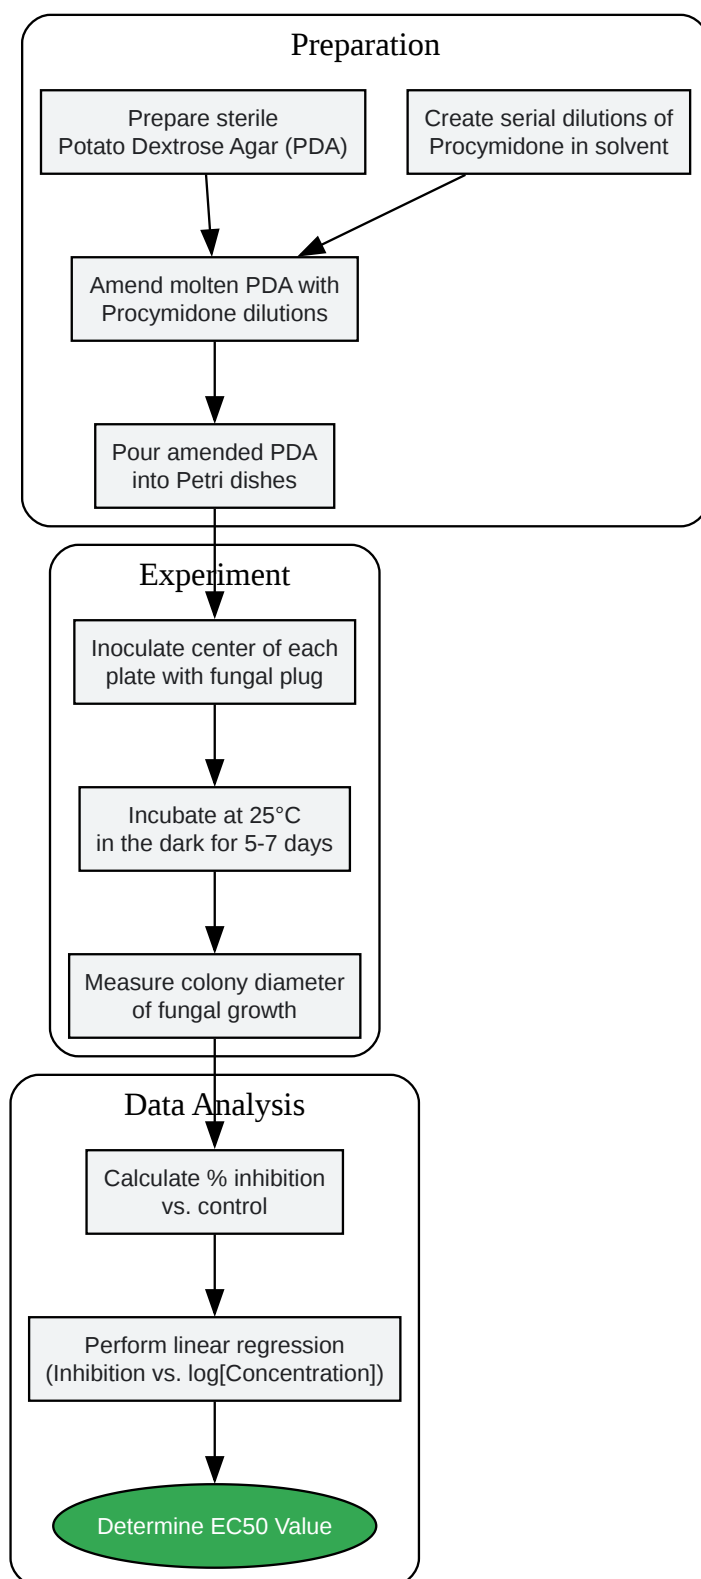 Preparation
Prepare sterile
Potato Dextrose Agar (PDA)
Create serial dilutions of
Procymidone in solvent
Amend molten PDA with
Procymidone dilutions
Pour amended PDA
into Petri dishes
Experiment
Inoculate center of each
plate with fungal plug
Incubate at 25°C
in the dark for 5-7 days
Measure colony diameter
of fungal growth
Data Analysis
Calculate % inhibition
vs. control
Perform linear regression
(Inhibition vs. log[Concentration])
Determine EC50 Value